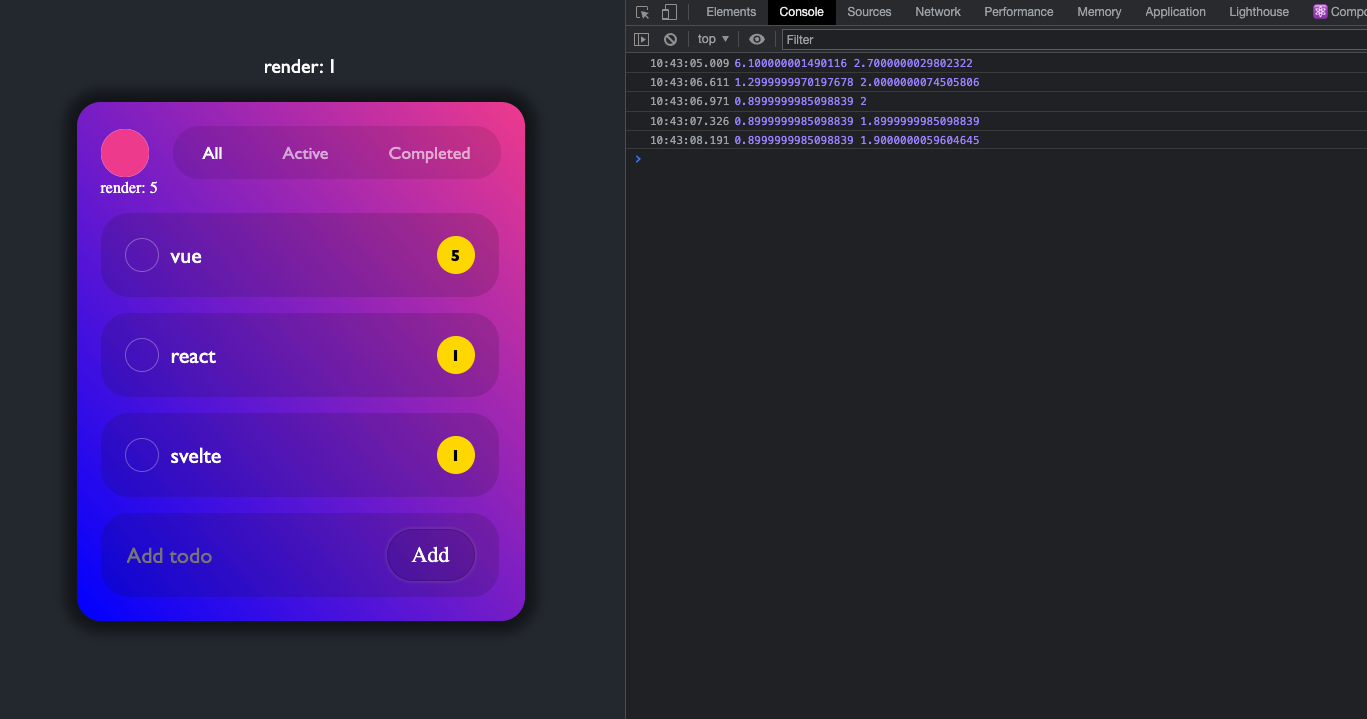 render: 1
All Active Completed
render: 5
vue 5
react 1
svelte 1
Add todo Add
Elements Console Sources Network Performance Memory Application Lighthouse Compo
top Filter
10:43:05.009 6.100000001490116 2.7000000029802322
10:43:06.611 1.2999999970197678 2.0000000074505806
10:43:06.971 0.8999999985098839 2
10:43:07.326 0.8999999985098839 1.8999999985098839
10:43:08.191 0.8999999985098839 1.9000000059604645